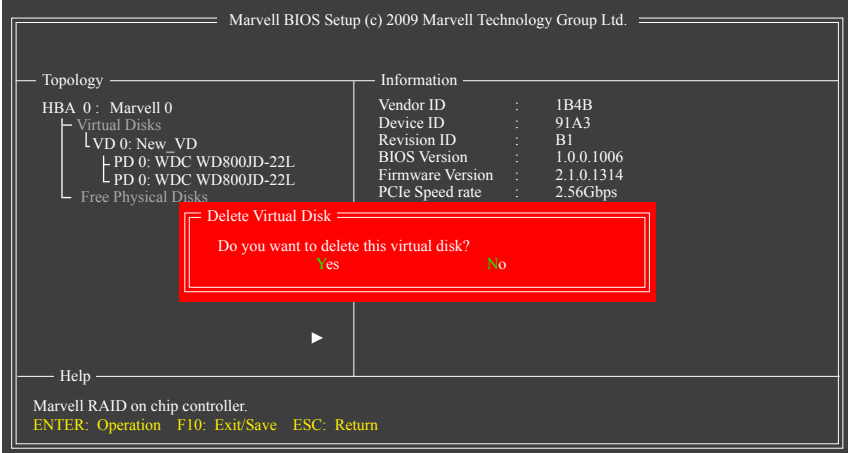 Marvell BIOS Setup (c) 2009 Marvell Technology Group Ltd.
Topology
HBA 0 : Marvell 0
Virtual Disks
VD 0: New_VD
PD 0: WDC WD800JD-22L
PD 0: WDC WD800JD-22L
Free Physical Disks
Information
Vendor ID : 1B4B
Device ID : 91A3
Revision ID : B1
BIOS Version : 1.0.0.1006
Firmware Version : 2.1.0.1314
PCIe Speed rate : 2.56Gbps
Delete Virtual Disk
Do you want to delete this virtual disk?
Yes No
Help
Marvell RAID on chip controller.
ENTER: Operation F10: Exit/Save ESC: Return